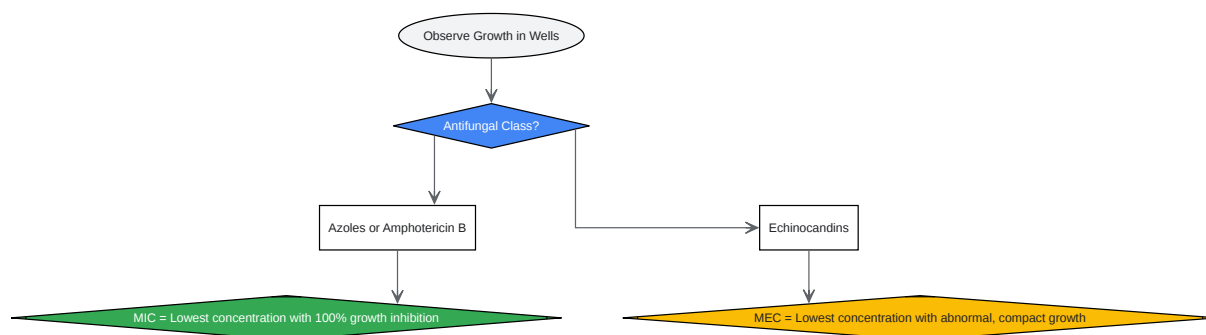 Observe Growth in Wells
Antifungal Class?
Azoles or Amphotericin B
Echinocandins
MIC = Lowest concentration with 100% growth inhibition
MEC = Lowest concentration with abnormal, compact growth